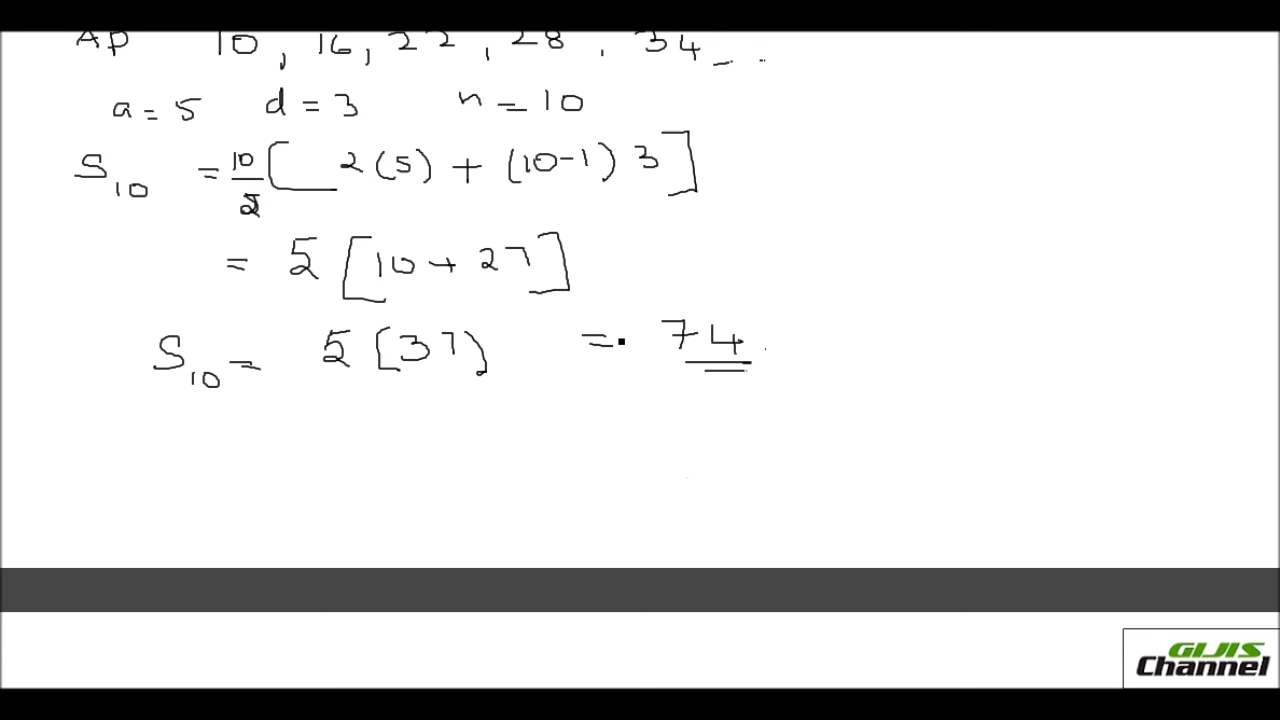 AP 10, 16, 22, 28, 34 _ .
a = 5 d = 3 n = 10
S10 = 10/2 [ 2(5) + (10-1) 3 ]
= 5 [10 + 27]
S10 = 5 [37) = 74
GIJIS
Channel